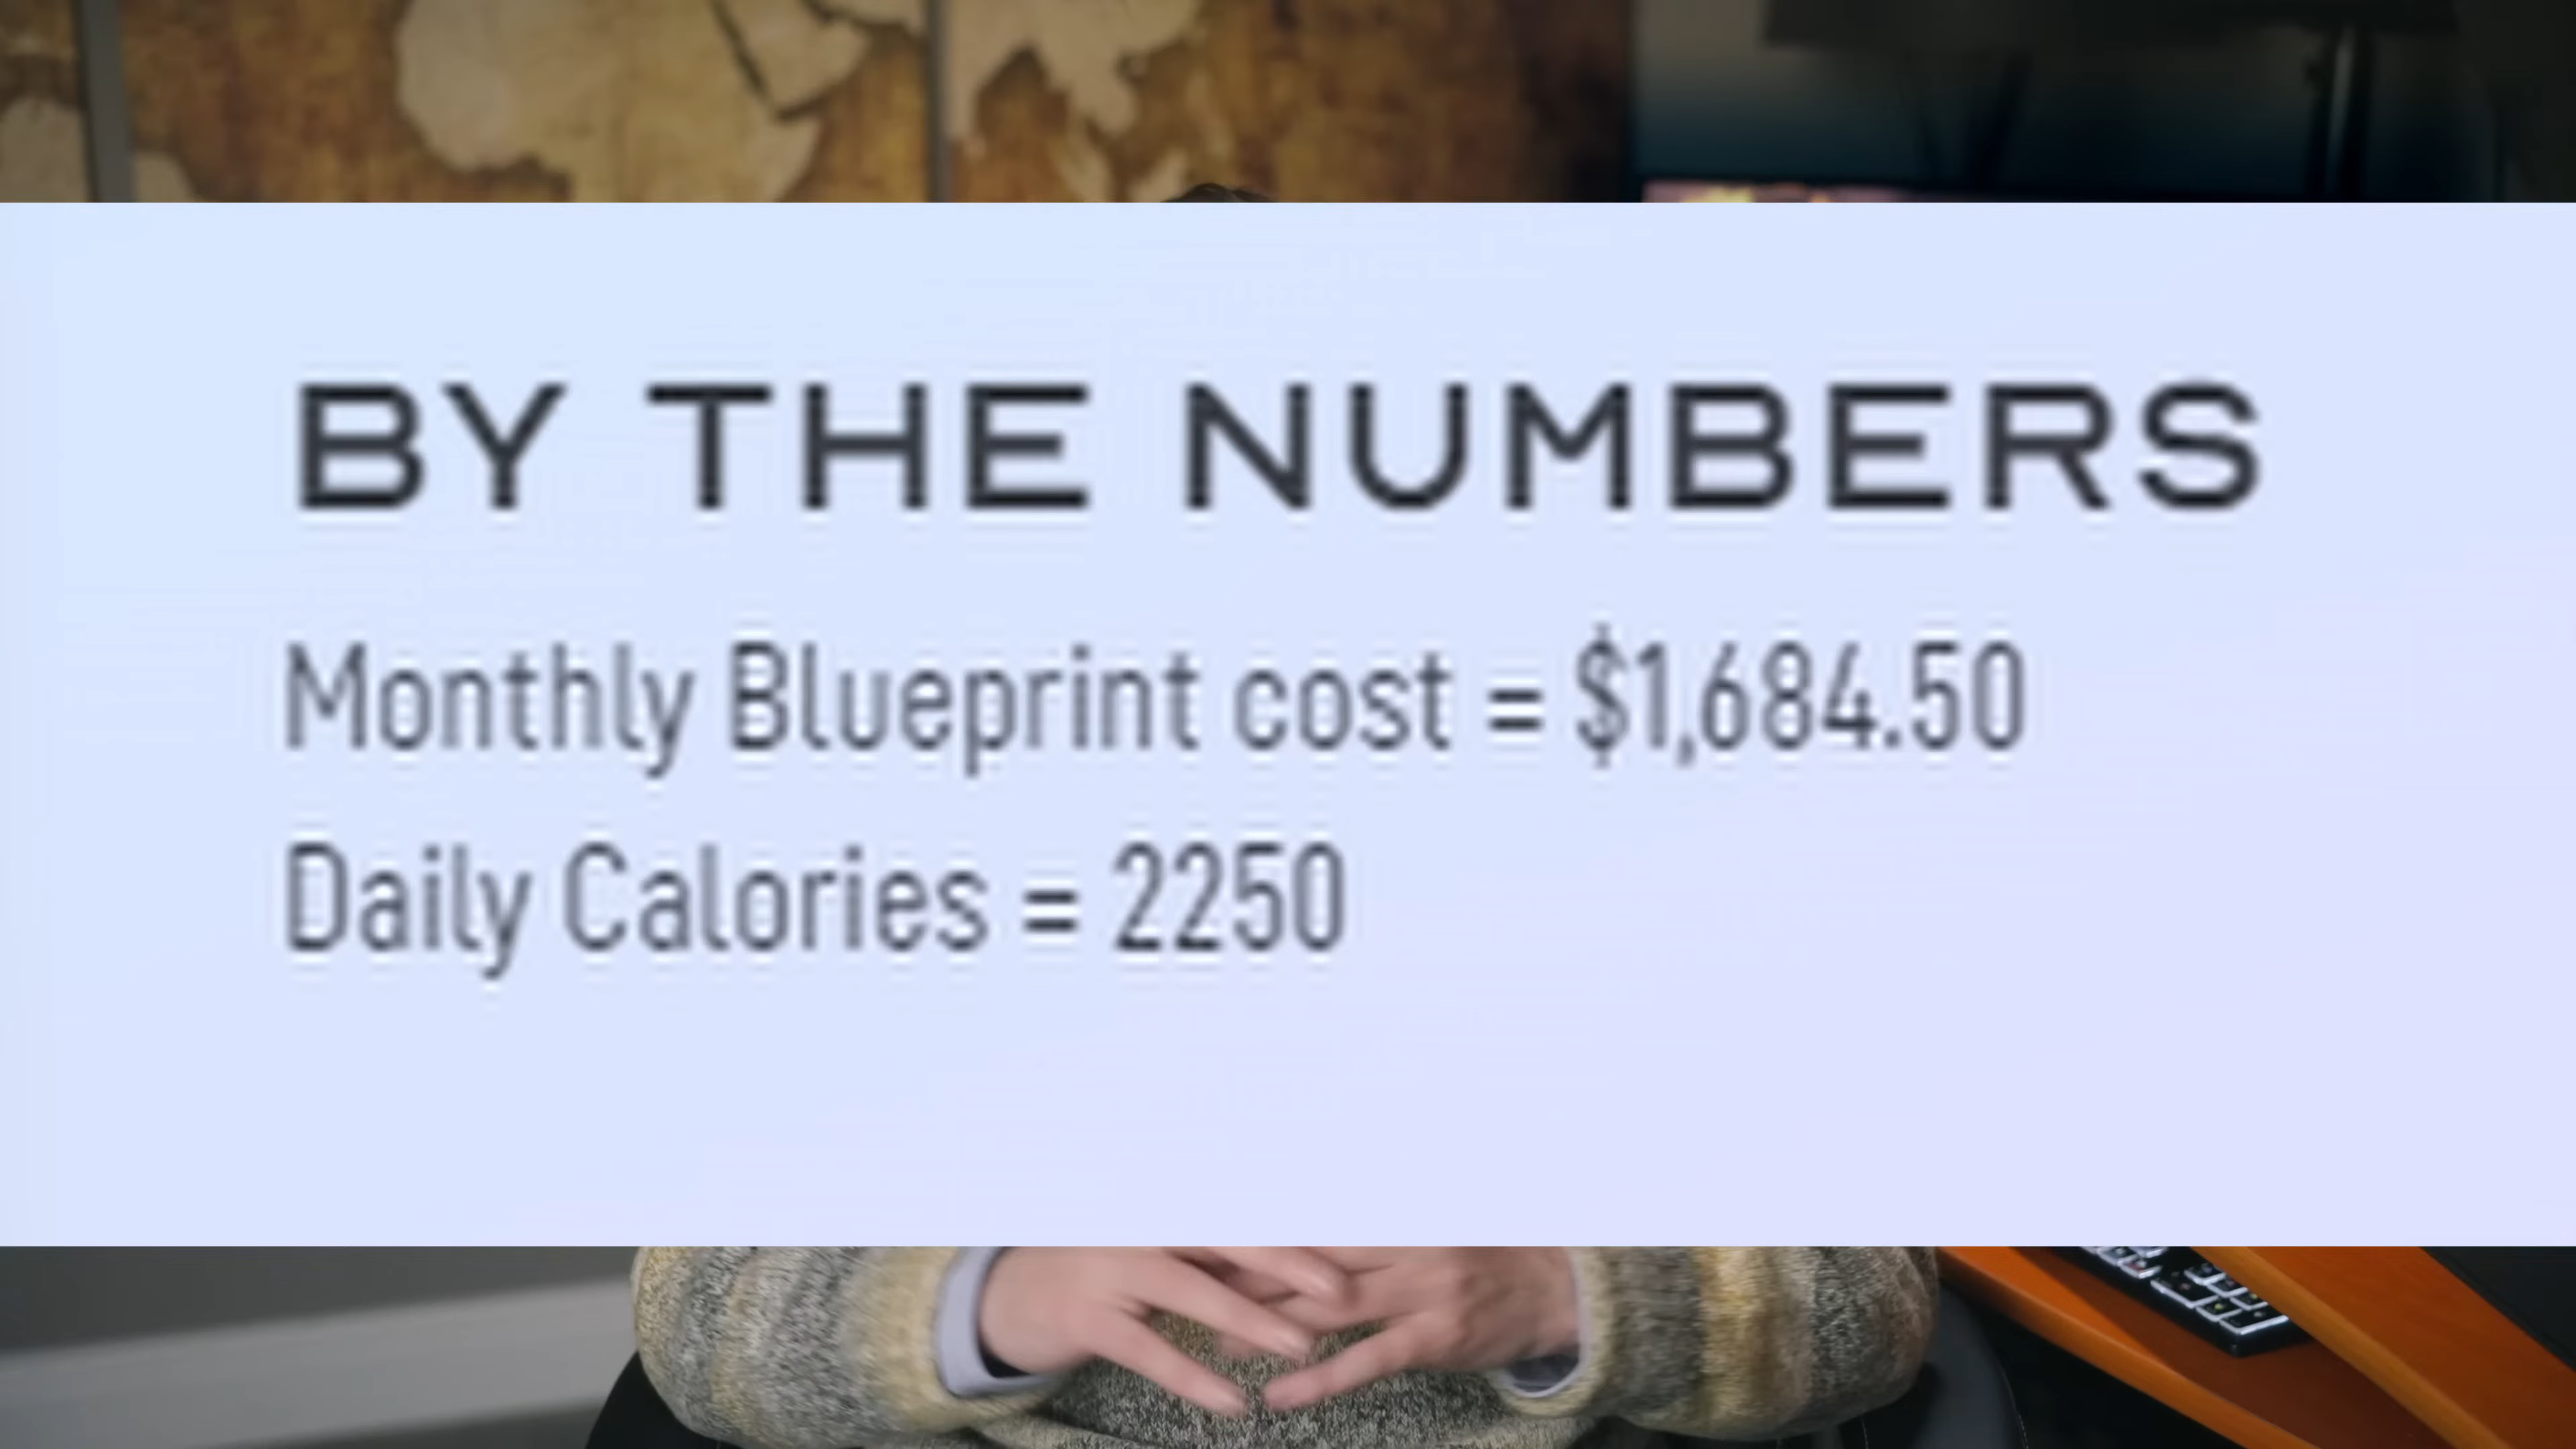 BY THE NUMBERS
Monthly Blueprint cost = $1,684.50
Daily Calories = 2250